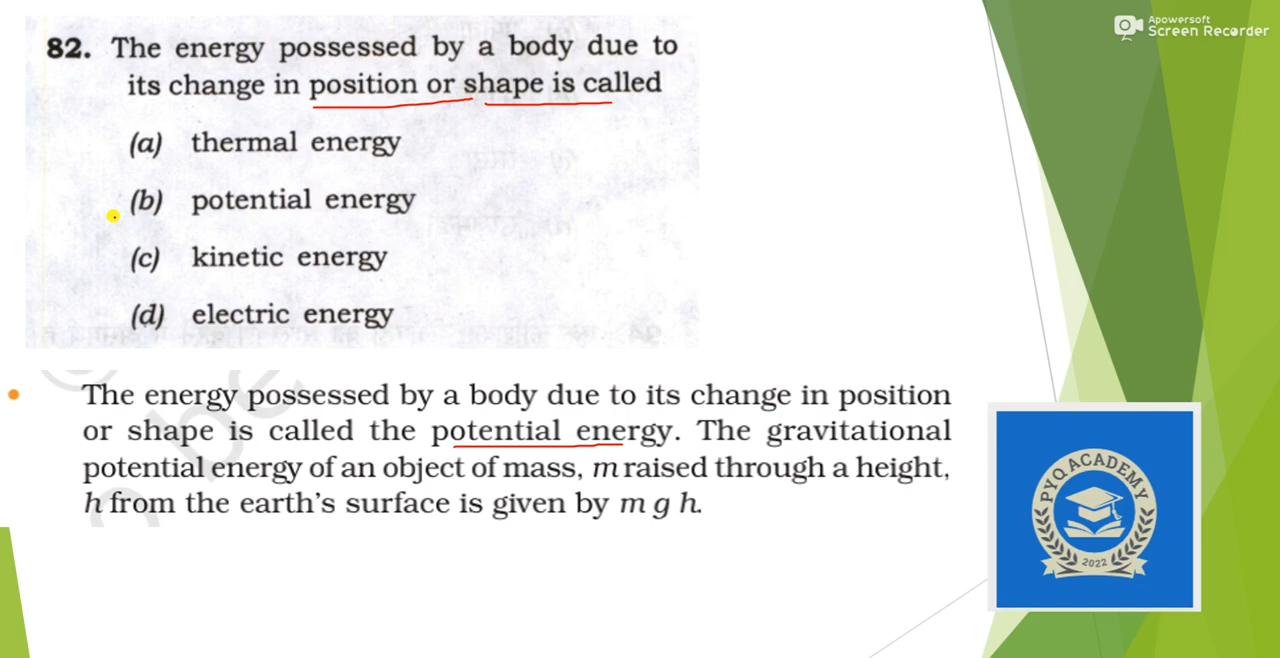 Apowersoft
Screen Recorder
82. The energy possessed by a body due to
its change in position or shape is called
(a) thermal energy
(b) potential energy
(c) kinetic energy
(d) electric energy
The energy possessed by a body due to its change in position
or shape is called the potential energy. The gravitational
potential energy of an object of mass, m raised through a height,
h from the earth's surface is given by m g h.
PYQ ACADEMY
2022